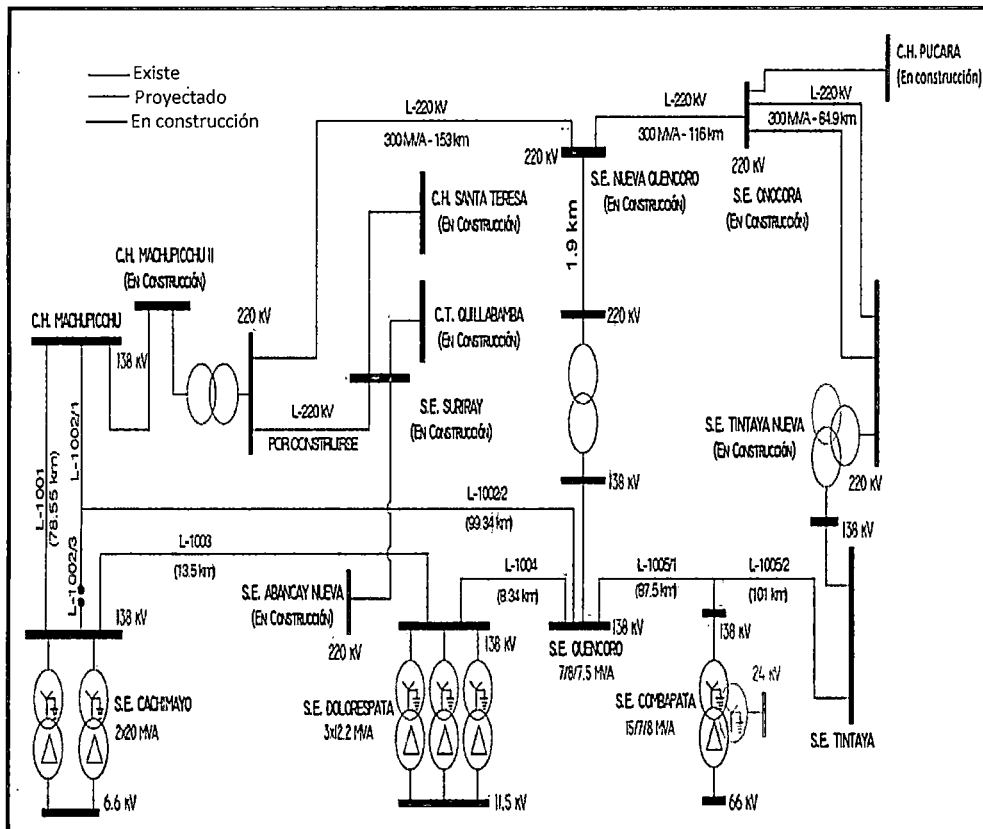 Existe
Proyectado
En construcción
C.H. PUCARA
(En construcción)
L-220 kV
300 MVA - 153 km
L-220 kV
300 MVA - 116 km
L-220 kV
300 MVA - 64.9 km
220 kV
S.E. NUEVA QUENCORO
(EN CONSTRUCCIÓN)
220 kV
S.E. ONOCORA
(EN CONSTRUCCIÓN)
C.H. SANTA TERESA
(EN CONSTRUCCIÓN)
1.9 km
C.H. MACHUPICCHU II
(EN CONSTRUCCIÓN)
C.T. QUILLABAMBA
(EN CONSTRUCCIÓN)
220 kV
C.H. MACHUPICCHU
220 kV
138 kV
L-220 kV
POR CONSTRUIRSE
S.E. SURIRAY
(EN CONSTRUCCIÓN)
S.E. TINTAYA NUEVA
(EN CONSTRUCCIÓN)
220 kV
L-1001
(78.55 km)
L-1002/1
L-1002/3
138 kV
L-1002/2
(99.34 km)
138 kV
L-1003
(13.5 km)
L-1004
(8.34 km)
L-1005/1
(87.5 km)
L-1005/2
(101 km)
S.E. ABANCAY NUEVA
(EN CONSTRUCCIÓN)
220 kV
138 kV
138 kV
138 kV
138 kV
S.E. QUENCORO
7/8/7.5 MVA
24 kV
S.E. CACHIMAYO
2x20 MVA
S.E. DOLORESPATA
3x12.2 MVA
S.E. COMBAPATA
15/7/8 MVA
S.E. TINTAYA
6.6 kV
11.5 kV
66 kV